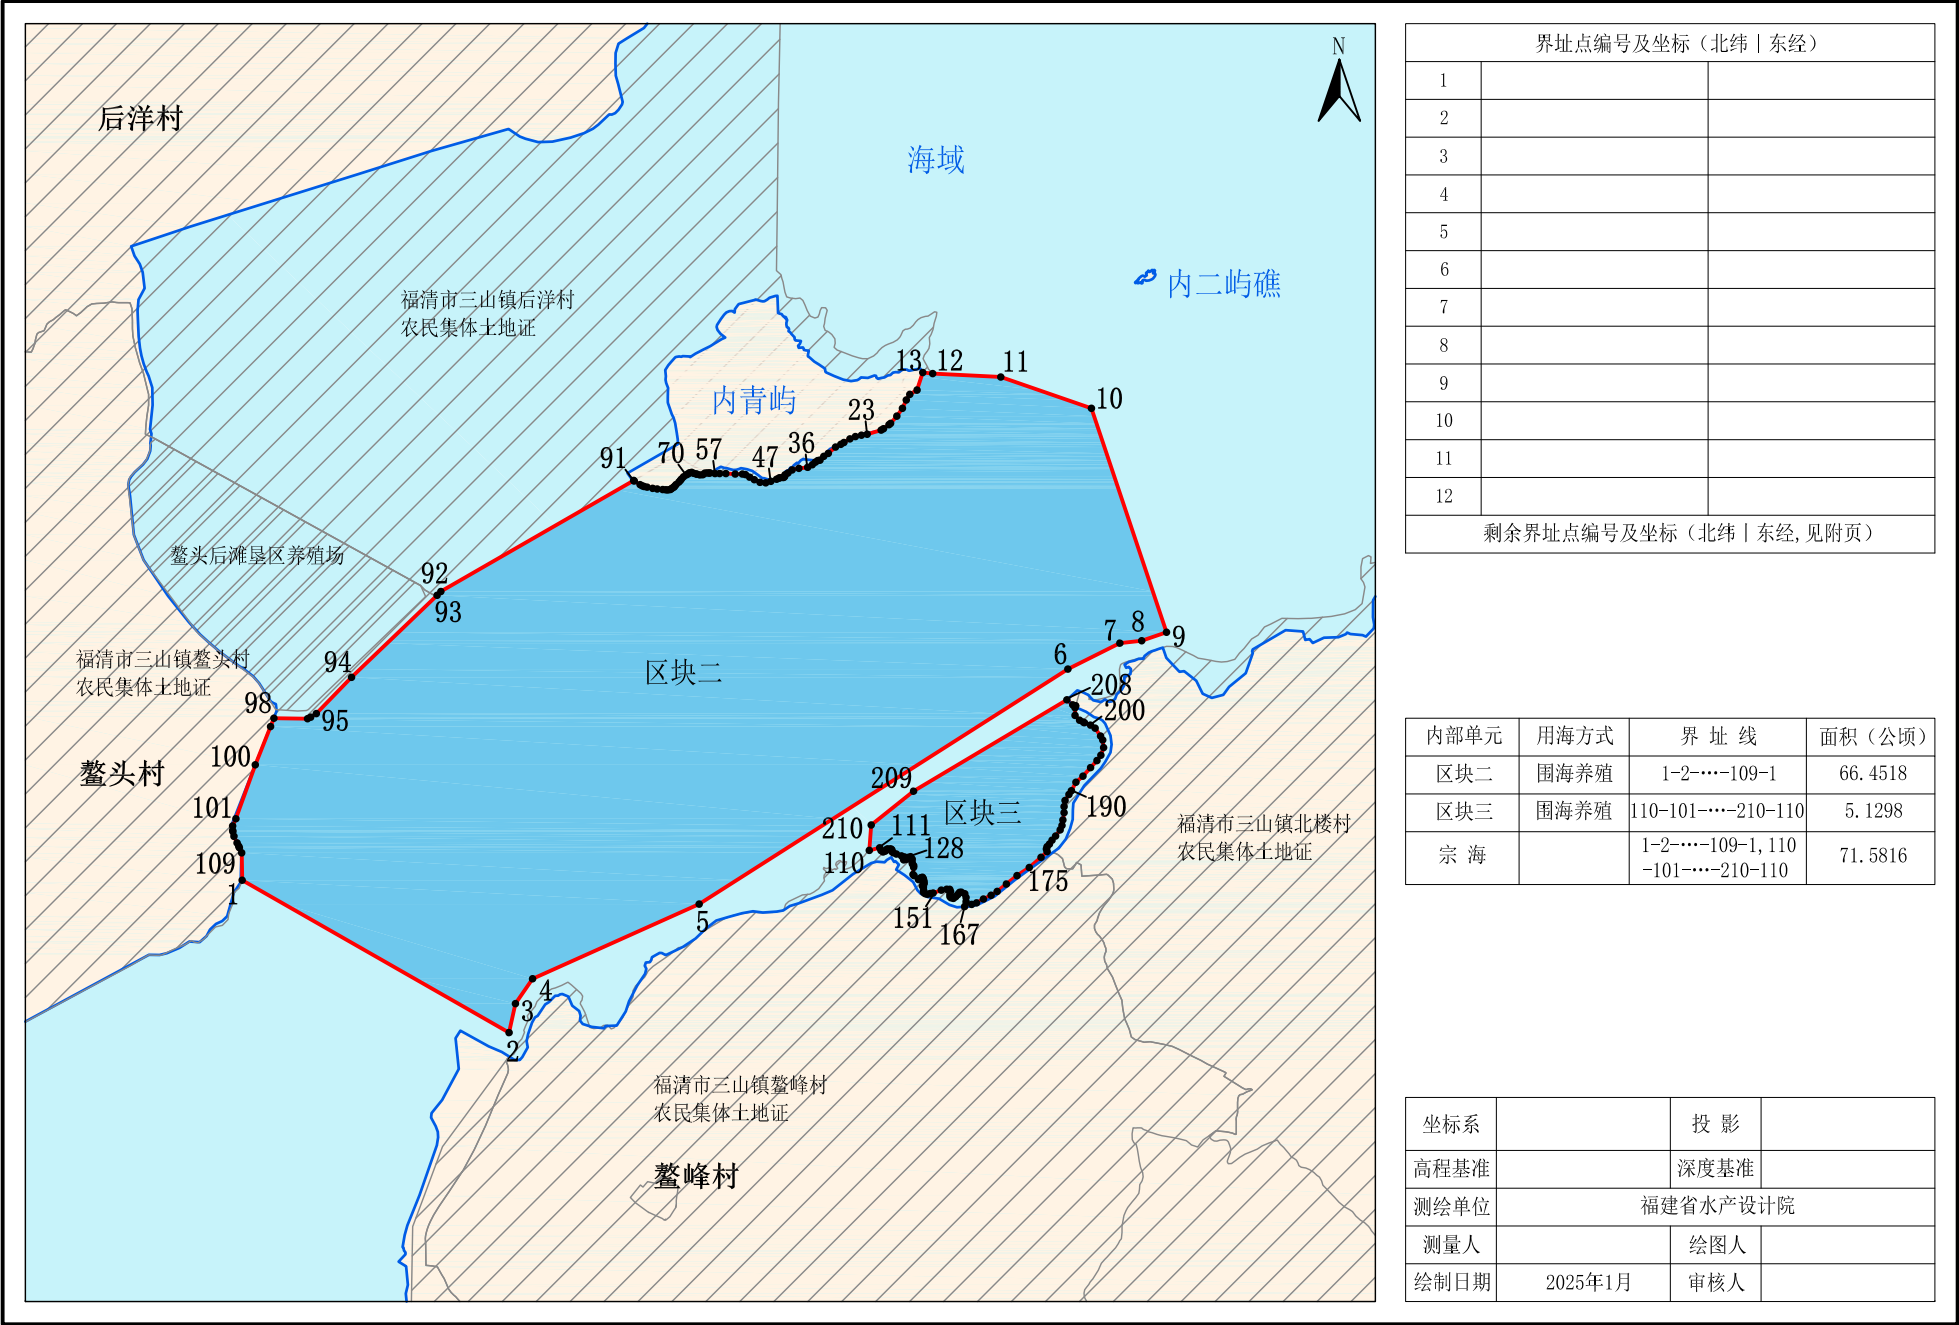 后洋村
海域
N
内二屿礁
福清市三山镇后洋村
农民集体土地证
内青屿
13
12
11
10
23
36
47
57
70
91
鳌头后滩垦区养殖场
92
93
9
8
7
6
福清市三山镇鳌头村
农民集体土地证
94
区块二
98
95
208
200
100
鳌头村
209
101
区块三
190
210
111
128
110
福清市三山镇北楼村
农民集体土地证
109
1
175
151
167
5
4
3
2
福清市三山镇鳌峰村
农民集体土地证
鳌峰村
界址点编号及坐标（北纬｜东经）
1
2
3
4
5
6
7
8
9
10
11
12
剩余界址点编号及坐标（北纬｜东经,见附页）
内部单元 用海方式 界 址 线 面积（公顷）
区块二 围海养殖 1-2-…-109-1 66.4518
区块三 围海养殖 110-101-…-210-110 5.1298
宗 海 1-2-…-109-1,110 71.5816
-101-…-210-110
坐标系 投 影
高程基准 深度基准
测绘单位 福建省水产设计院
测量人 绘图人
绘制日期 2025年1月 审核人